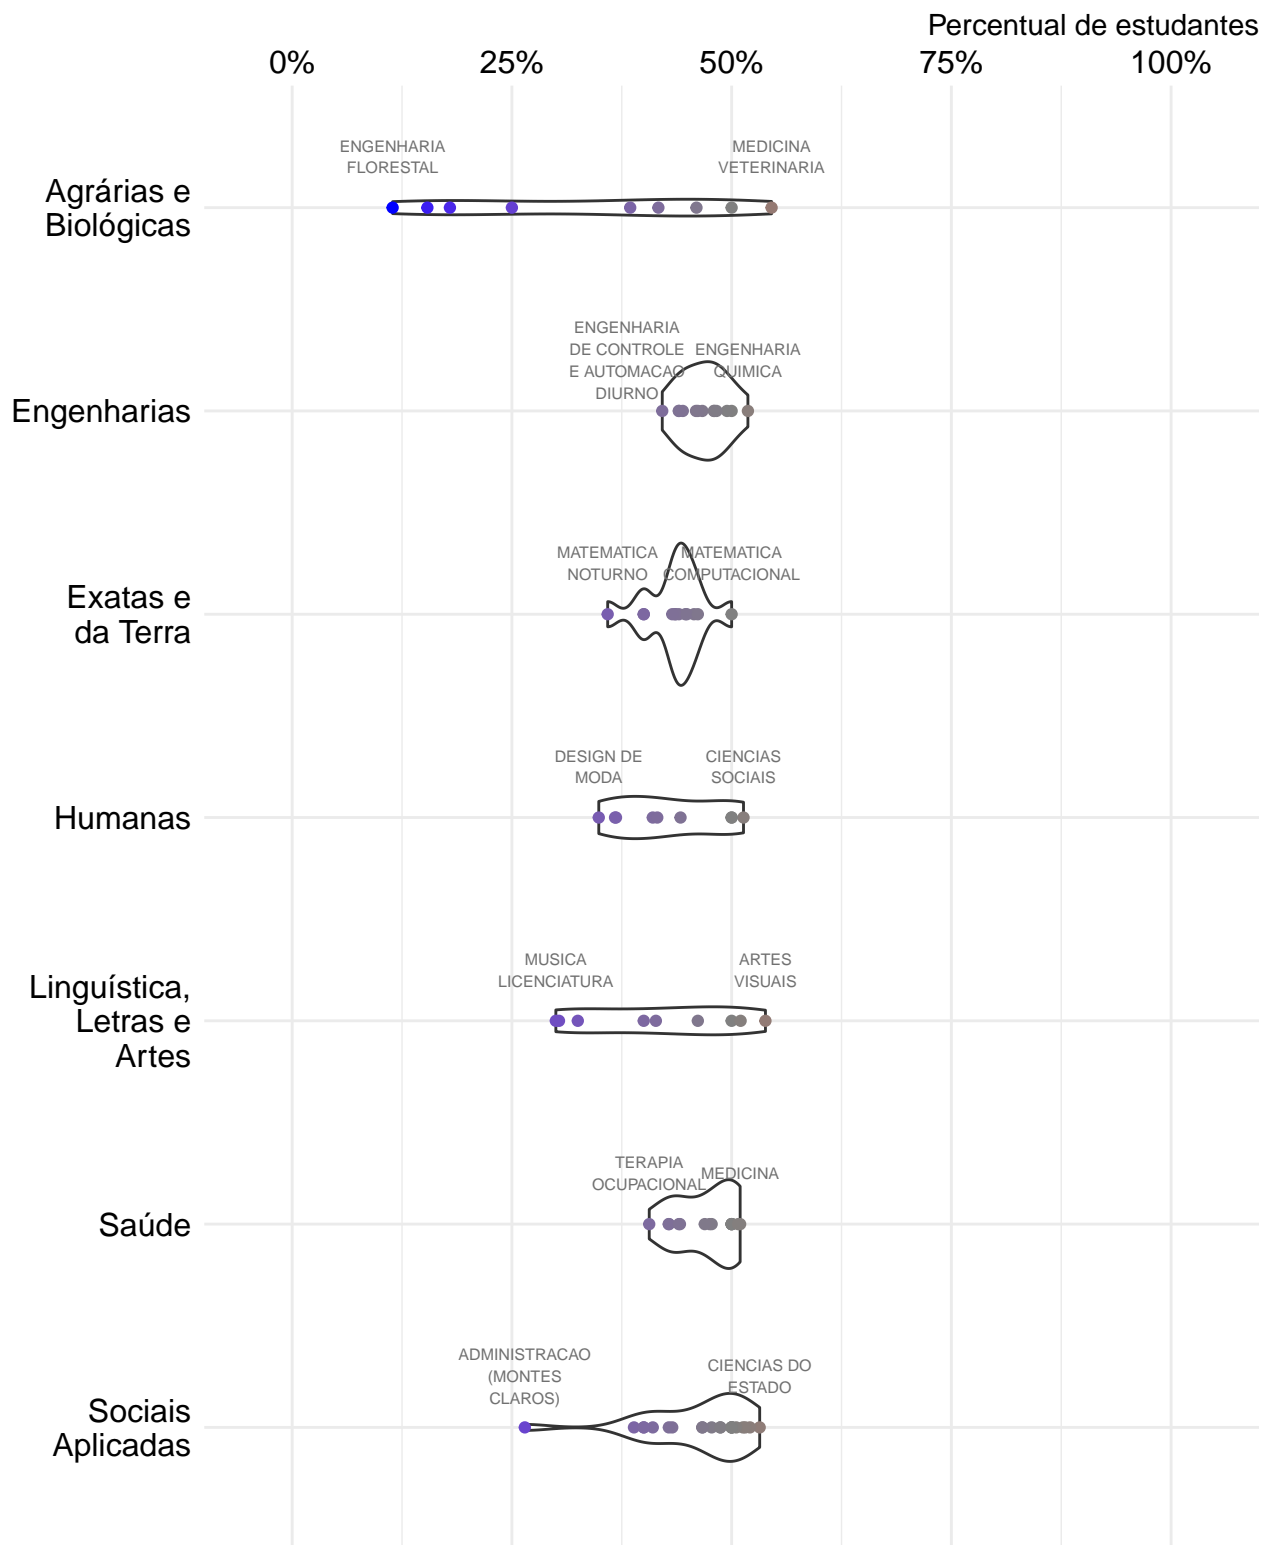 Percentual de estudantes
0% 25% 50% 75% 100%
ENGENHARIA
FLORESTAL
MEDICINA
VETERINARIA
Agrárias e
Biológicas
ENGENHARIA
DE CONTROLE
E AUTOMACAO
DIURNO
ENGENHARIA
QUIMICA
Engenharias
MATEMATICA
NOTURNO
MATEMATICA
COMPUTACIONAL
Exatas e
da Terra
DESIGN DE
MODA
CIENCIAS
SOCIAIS
Humanas
MUSICA
LICENCIATURA
ARTES
VISUAIS
Linguística,
Letras e
Artes
TERAPIA
OCUPACIONAL
MEDICINA
Saúde
ADMINISTRACAO
(MONTES
CLAROS)
CIENCIAS DO
ESTADO
Sociais
Aplicadas